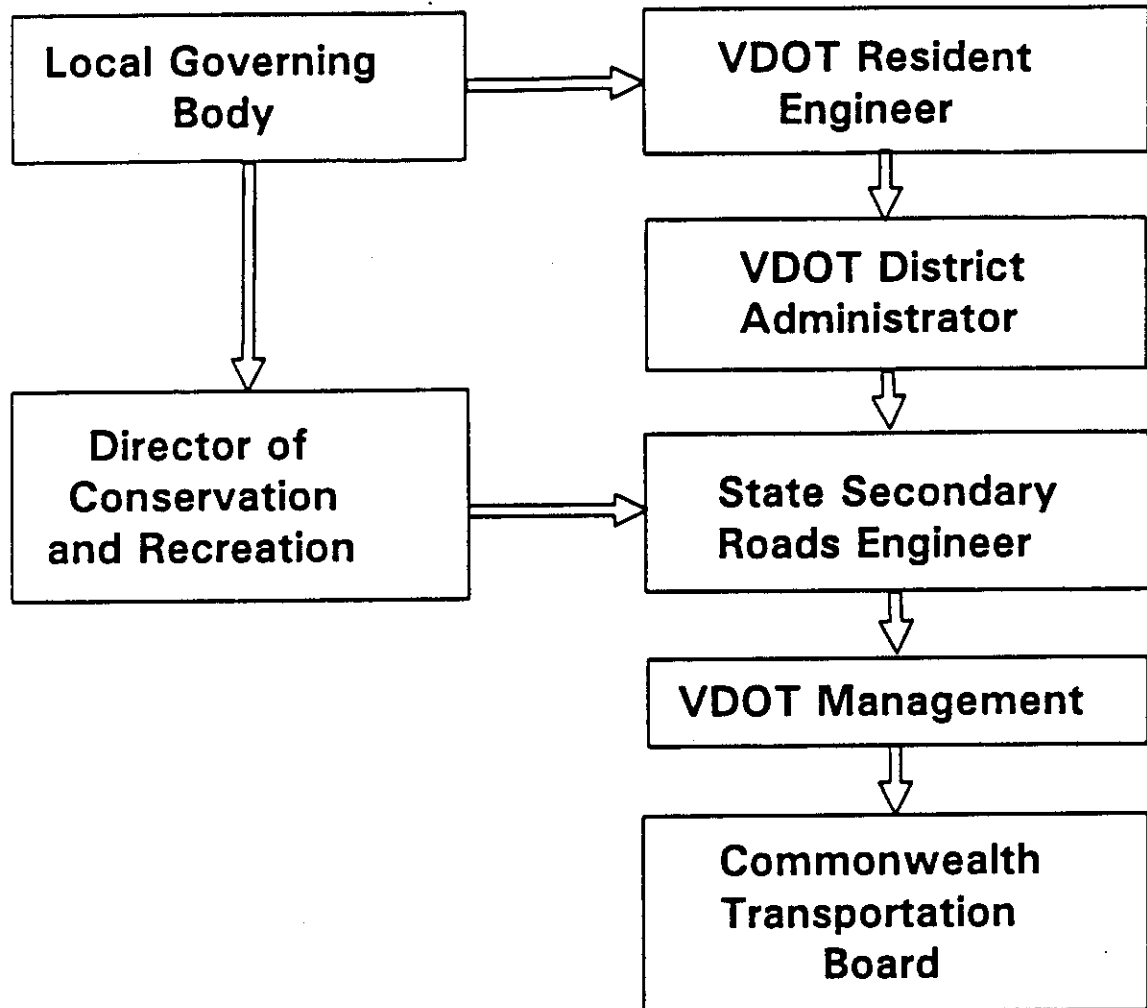 Local Governing
Body
VDOT Resident
Engineer
VDOT District
Administrator
Director of
Conservation
and Recreation
State Secondary
Roads Engineer
VDOT Management
Commonwealth
Transportation
Board